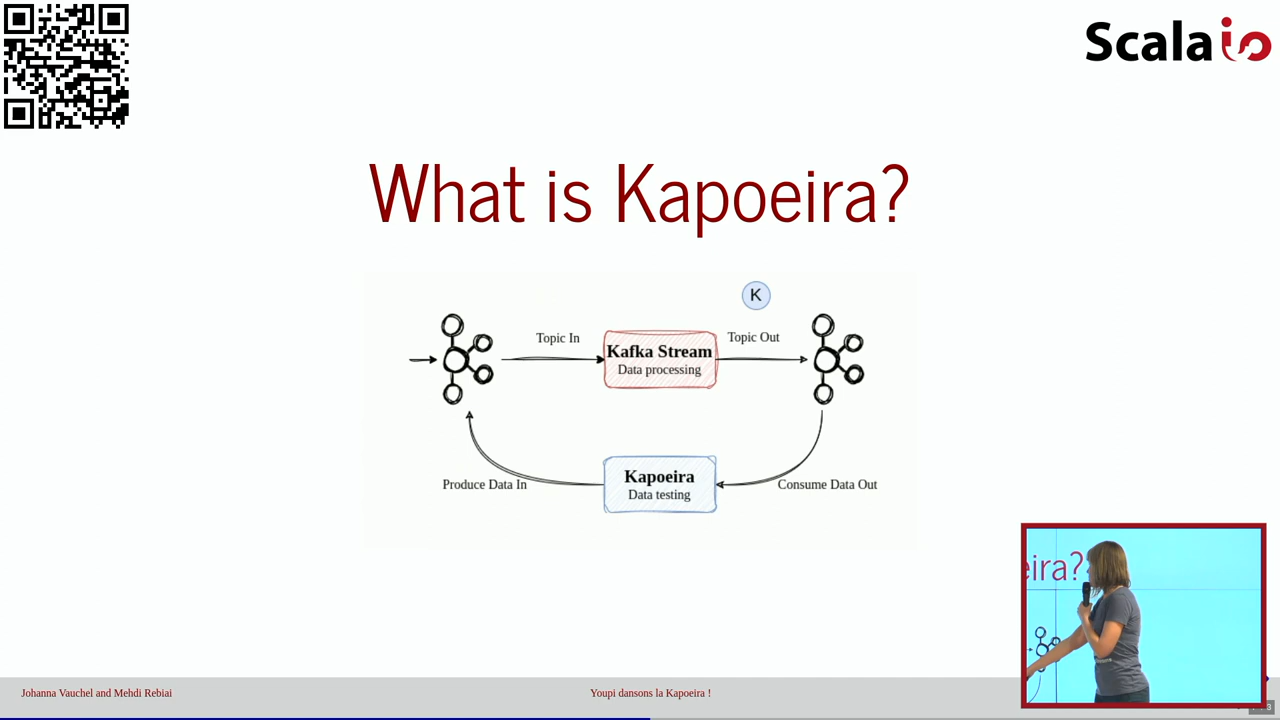 Scala io
What is Kapoeira?
K
Topic In
Topic Out
Kafka Stream
Data processing
Kapoeira
Data testing
Produce Data In
Consume Data Out
eira?
Johanna Vauchel and Mehdi Rebiai
Youpi dansons la Kapoeira !